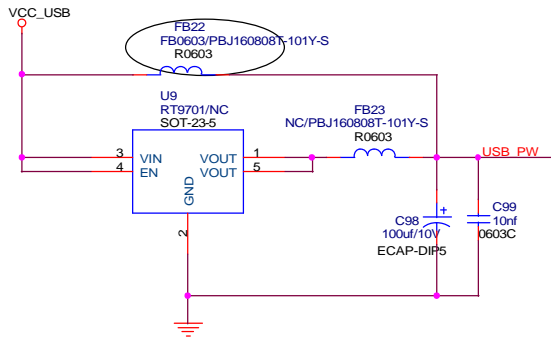 VCC_USB
FB22
FB0603/PBJ160808T-101Y-S
R0603
U9
RT9701/NC
SOT-23-5
FB23
NC/PBJ160808T-101Y-S
R0603
3 VIN VOUT 1
4 EN VOUT 5
GND
2
USB_PW
C98
100uf/10V
ECAP-DIP5
C99
10nf
0603C